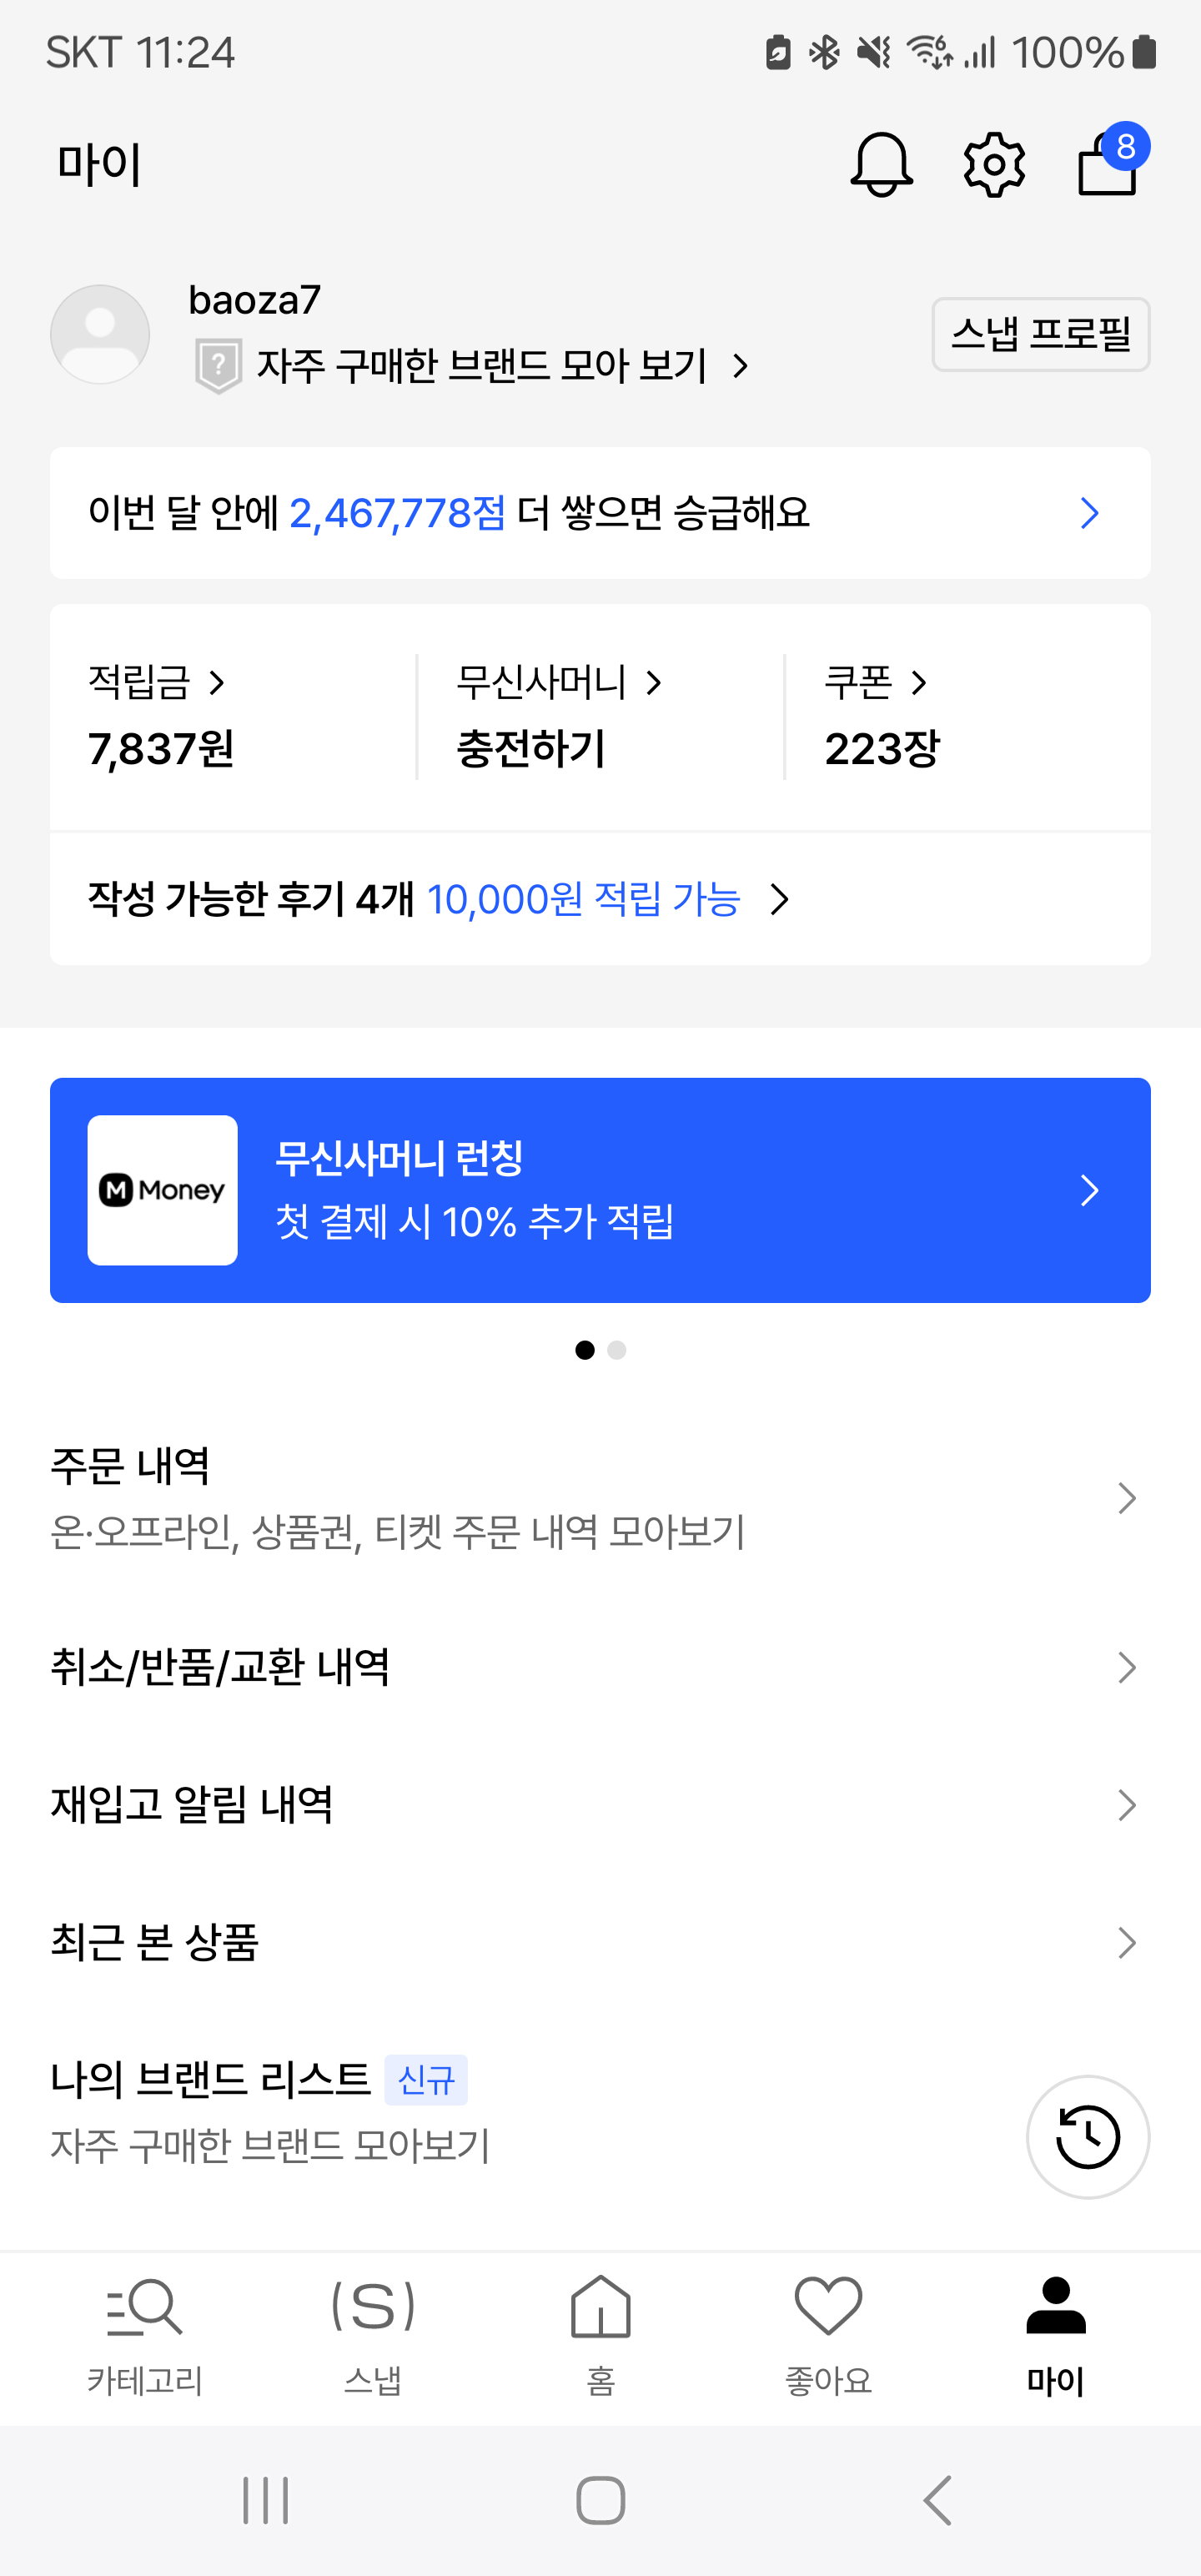 SKT 11:24
100%
마이
8
baoza7
자주 구매한 브랜드 모아 보기
스냅 프로필
이번 달 안에 2,467,778점 더 쌓으면 승급해요
적립금
7,837원
무신사머니
충전하기
쿠폰
223장
작성 가능한 후기 4개 10,000원 적립 가능
M Money
무신사머니 런칭
첫 결제 시 10% 추가 적립
주문 내역
온·오프라인, 상품권, 티켓 주문 내역 모아보기
취소/반품/교환 내역
재입고 알림 내역
최근 본 상품
나의 브랜드 리스트 신규
자주 구매한 브랜드 모아보기
(S)
카테고리
스냅
홈
좋아요
마이